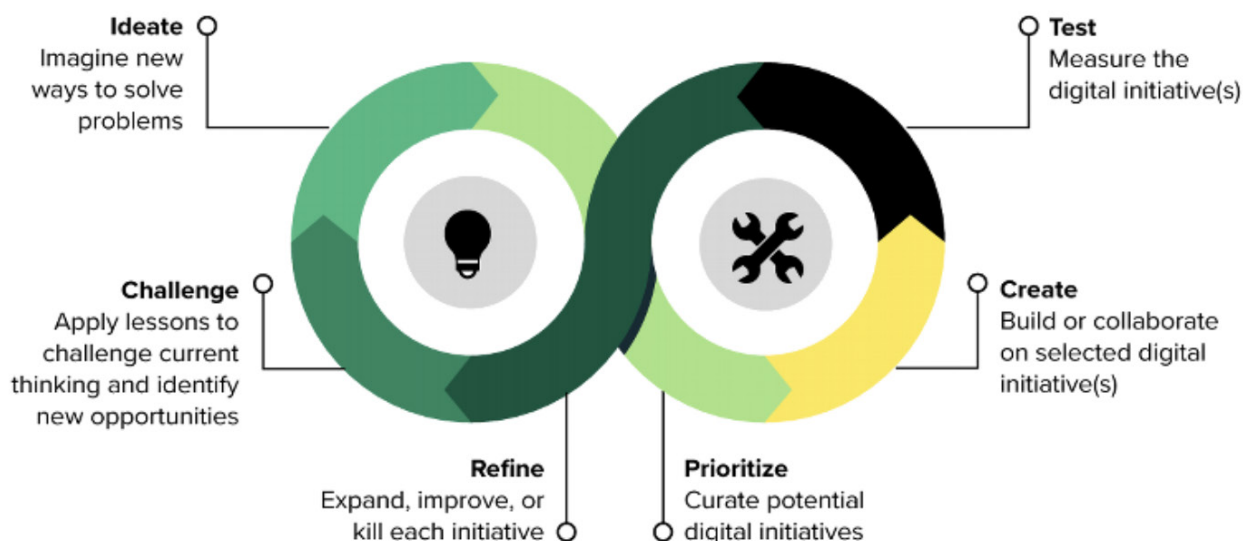 Ideate
Imagine new
ways to solve
problems
Test
Measure the
digital initiative(s)
Challenge
Apply lessons to
challenge current
thinking and identify
new opportunities
Create
Build or collaborate
on selected digital
initiative(s)
Refine
Expand, improve, or
kill each initiative
Prioritize
Curate potential
digital initiatives